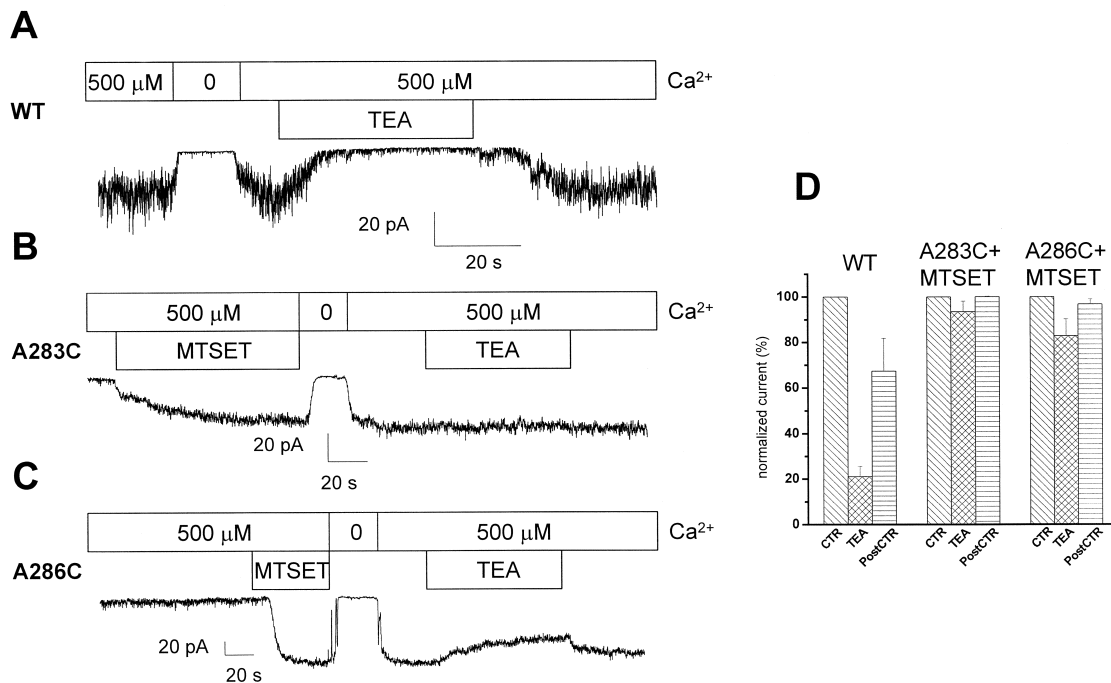 A
500 μM 0 500 μM Ca2+
WT
TEA
20 pA
20 s
B
500 μM 0 500 μM Ca2+
A283C
MTSET TEA
20 pA
20 s
C
500 μM 0 500 μM Ca2+
A286C
MTSET TEA
20 pA
20 s
D
WT A283C+ MTSET A286C+ MTSET
normalized current (%)
100
80
60
40
20
0
CTR TEA PostCTR CTR TEA PostCTR CTR TEA PostCTR